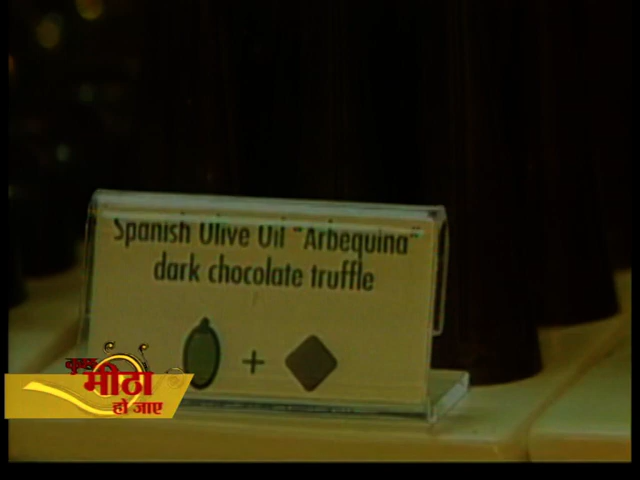 Spanish Olive Oil "Arbequina"
dark chocolate truffle
+
कुछ
मीठा
हो जाए